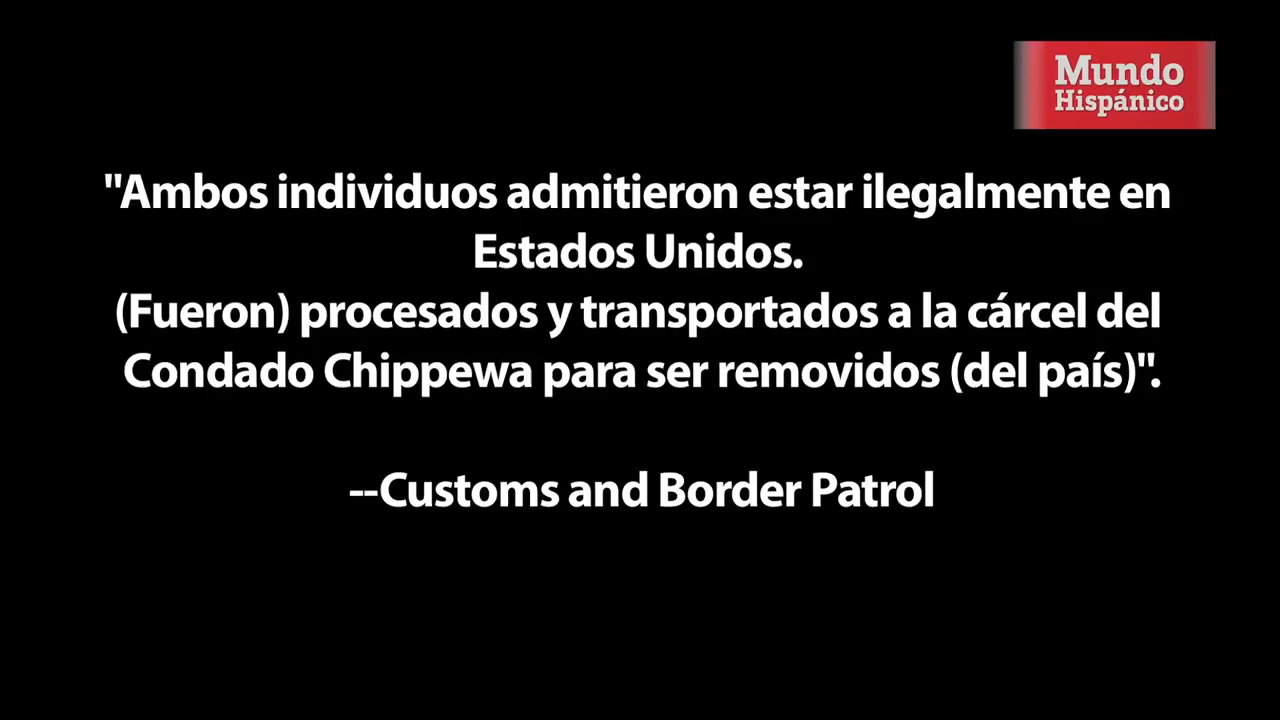 Mundo
Hispánico
"Ambos individuos admitieron estar ilegalmente en
Estados Unidos.
(Fueron) procesados y transportados a la cárcel del
Condado Chippewa para ser removidos (del país)".
--Customs and Border Patrol